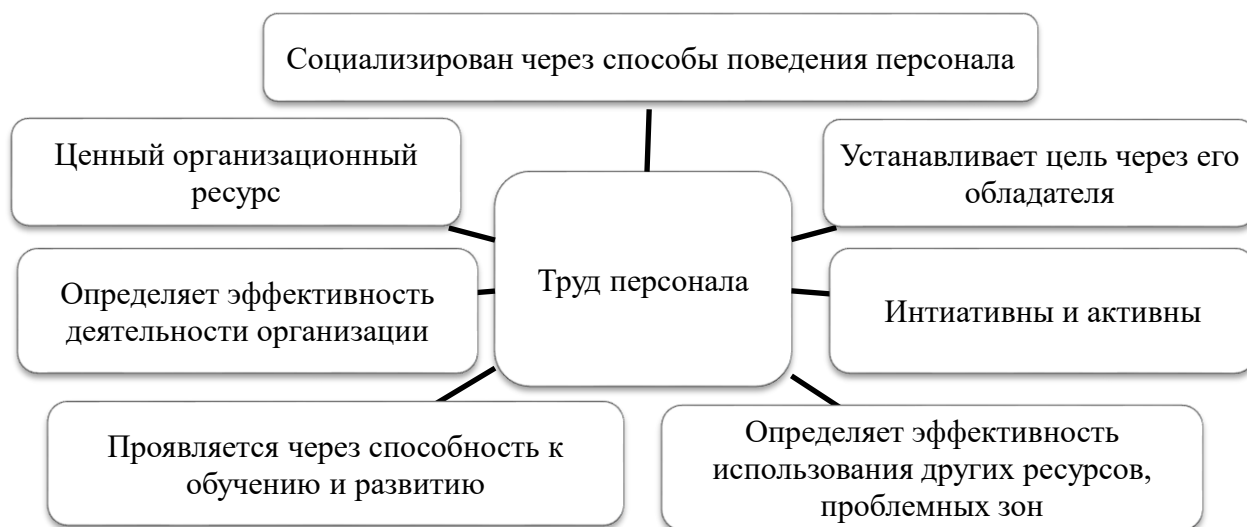 Социализирован через способы поведения персонала
Ценный организационный
ресурс
Устанавливает цель через его
обладателя
Труд персонала
Определяет эффективность
деятельности организации
Интиативны и активны
Проявляется через способность к
обучению и развитию
Определяет эффективность
использования других ресурсов,
проблемных зон